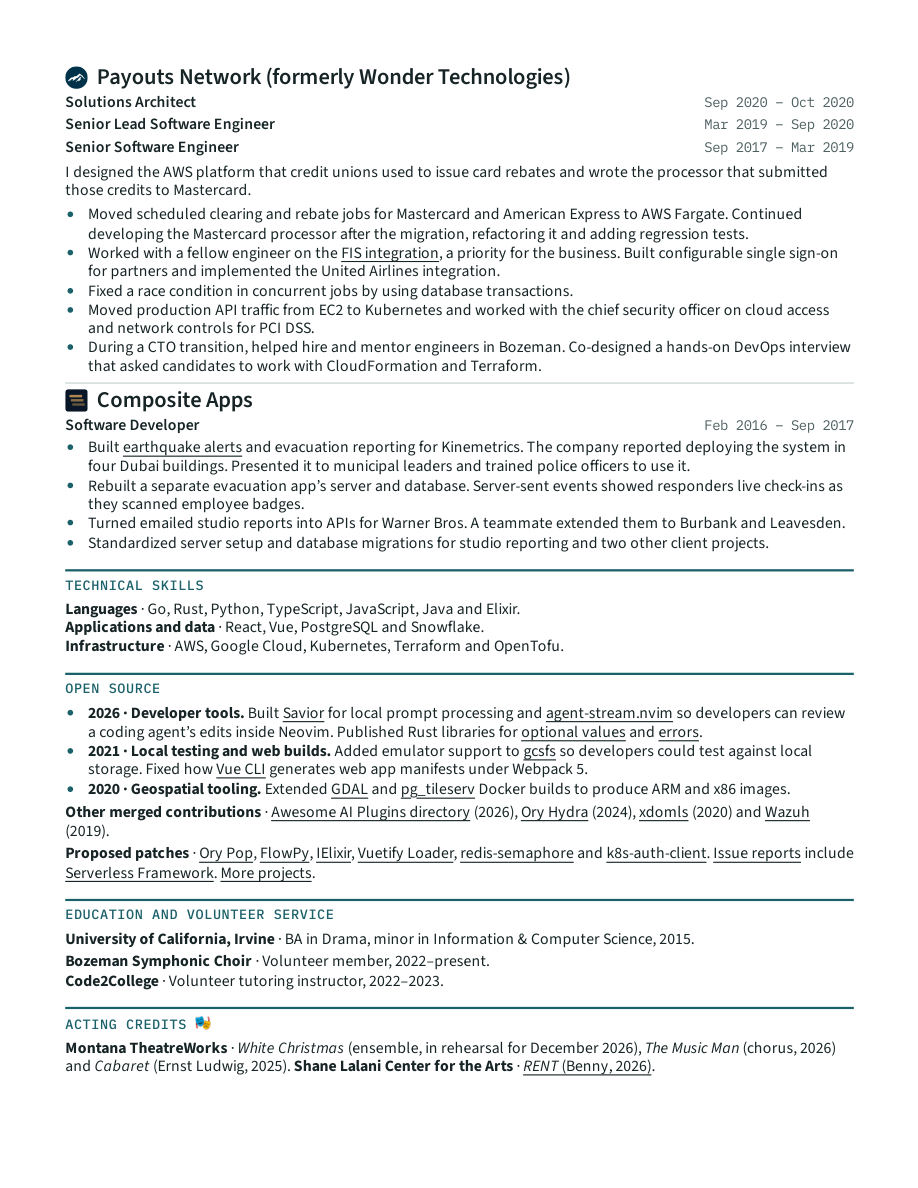 Payouts Network (formerly Wonder Technologies)
Solutions Architect Sep 2020 – Oct 2020
Senior Lead Software Engineer Mar 2019 – Sep 2020
Senior Software Engineer Sep 2017 – Mar 2019
I designed the AWS platform that credit unions used to issue card rebates and wrote the processor that submitted
those credits to Mastercard.
• Moved scheduled clearing and rebate jobs for Mastercard and American Express to AWS Fargate. Continued
developing the Mastercard processor after the migration, refactoring it and adding regression tests.
• Worked with a fellow engineer on the FIS integration, a priority for the business. Built configurable single sign-on
for partners and implemented the United Airlines integration.
• Fixed a race condition in concurrent jobs by using database transactions.
• Moved production API traffic from EC2 to Kubernetes and worked with the chief security officer on cloud access
and network controls for PCI DSS.
• During a CTO transition, helped hire and mentor engineers in Bozeman. Co-designed a hands-on DevOps interview
that asked candidates to work with CloudFormation and Terraform.
Composite Apps
Software Developer Feb 2016 – Sep 2017
• Built earthquake alerts and evacuation reporting for Kinemetrics. The company reported deploying the system in
four Dubai buildings. Presented it to municipal leaders and trained police officers to use it.
• Rebuilt a separate evacuation app’s server and database. Server-sent events showed responders live check-ins as
they scanned employee badges.
• Turned emailed studio reports into APIs for Warner Bros. A teammate extended them to Burbank and Leavesden.
• Standardized server setup and database migrations for studio reporting and two other client projects.
TECHNICAL SKILLS
Languages · Go, Rust, Python, TypeScript, JavaScript, Java and Elixir.
Applications and data · React, Vue, PostgreSQL and Snowflake.
Infrastructure · AWS, Google Cloud, Kubernetes, Terraform and OpenTofu.
OPEN SOURCE
• 2026 · Developer tools. Built Savior for local prompt processing and agent-stream.nvim so developers can review
a coding agent’s edits inside Neovim. Published Rust libraries for optional values and errors.
• 2021 · Local testing and web builds. Added emulator support to gcsfs so developers could test against local
storage. Fixed how Vue CLI generates web app manifests under Webpack 5.
• 2020 · Geospatial tooling. Extended GDAL and pg_tileserv Docker builds to produce ARM and x86 images.
Other merged contributions · Awesome AI Plugins directory (2026), Ory Hydra (2024), xdomls (2020) and Wazuh
(2019).
Proposed patches · Ory Pop, FlowPy, IElixir, Vuetify Loader, redis-semaphore and k8s-auth-client. Issue reports include
Serverless Framework. More projects.
EDUCATION AND VOLUNTEER SERVICE
University of California, Irvine · BA in Drama, minor in Information & Computer Science, 2015.
Bozeman Symphonic Choir · Volunteer member, 2022–present.
Code2College · Volunteer tutoring instructor, 2022–2023.
ACTING CREDITS
Montana TheatreWorks · White Christmas (ensemble, in rehearsal for December 2026), The Music Man (chorus, 2026)
and Cabaret (Ernst Ludwig, 2025). Shane Lalani Center for the Arts · RENT (Benny, 2026).